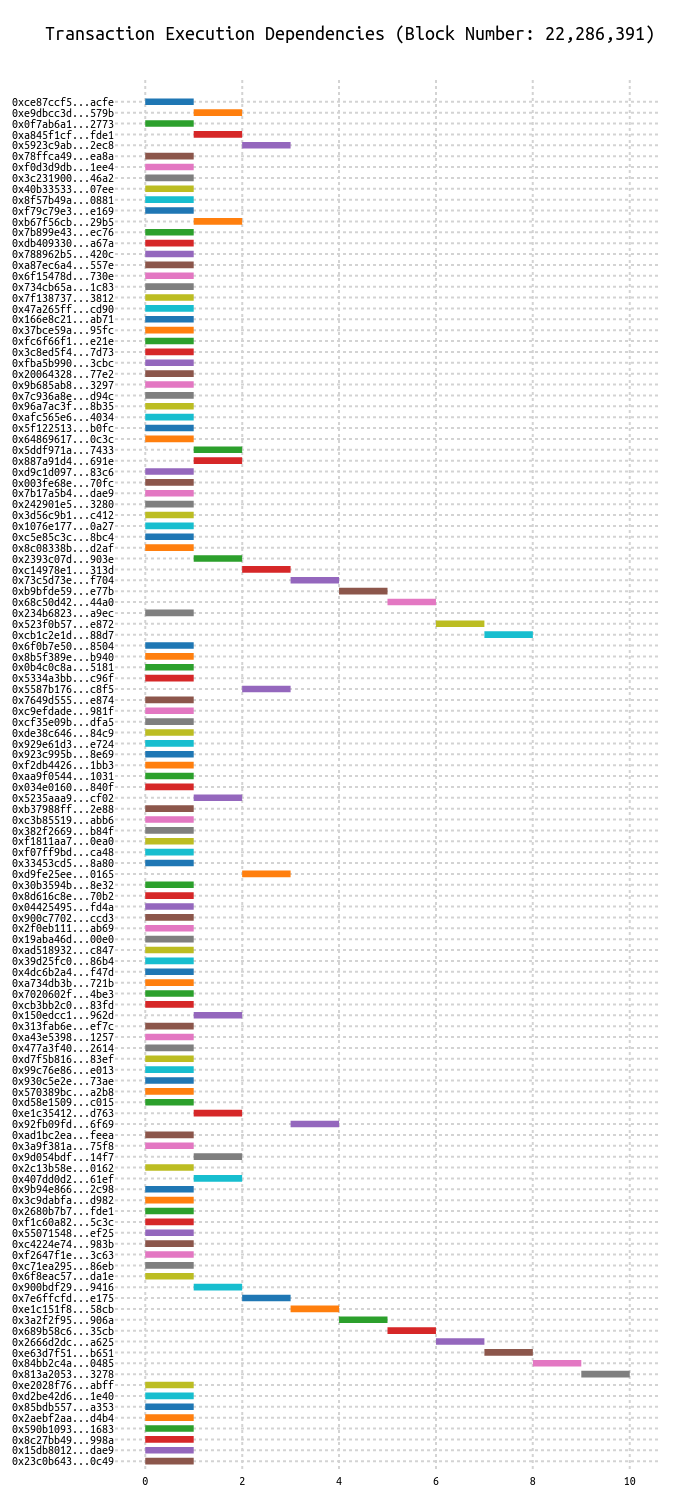 Transaction Execution Dependencies (Block Number: 22,286,391)
0xce87ccf5...acfe
0xe9dbcc3d...579b
0x0f7ab6a1...2773
0xa845f1cf...fde1
0x5923c9ab...2ec8
0x78ffca49...ea8a
0xf0d3d9db...1ee4
0x3c231900...46a2
0x40b33533...07ee
0x8f57b49a...0881
0xf79c79e3...e169
0xb67f56cb...29b5
0x7b899e43...ec76
0xdb409330...a67a
0x788962b5...420c
0xa87ec6a4...557e
0x6f15478d...730e
0x734cb65a...1c83
0x7f138737...3812
0x47a265ff...cd90
0x166e8c21...ab71
0x37bce59a...95fc
0xfc6f66f1...e21e
0x3c8ed5f4...7d73
0xfba5b990...3cbc
0x20064328...77e2
0x9b685ab8...3297
0x7c936a8e...d94c
0x96a7ac3f...8b35
0xafc565e6...4034
0x5f122513...b0fc
0x64869617...0c3c
0x5ddf971a...7433
0x887a91d4...691e
0xd9c1d097...83c6
0x003fe68e...70fc
0x7b17a5b4...dae9
0x242901e5...3280
0x3d56c9b1...c412
0x1076e177...0a27
0xc5e85c3c...8bc4
0x8c08338b...d2af
0x2393c07d...903e
0xc14978e1...313d
0x73c5d73e...f704
0xb9bfde59...e77b
0x68c50d42...44a0
0x234b6823...a9ec
0x523f0b57...e872
0xcb1c2e1d...88d7
0x6f0b7e50...8504
0x8b5f389e...b940
0x0b4c0c8a...5181
0x5334a3bb...c96f
0x5587b176...c8f5
0x7649d555...e874
0xc9efdade...981f
0xcf35e09b...dfa5
0xde38c646...84c9
0x929e61d3...e724
0x923c995b...8e69
0xf2db4426...1bb3
0xaa9f0544...1031
0x034e0160...840f
0x5235aaa9...cf02
0xb37988ff...2e88
0xc3b85519...abb6
0x382f2669...b84f
0xf1811aa7...0ea0
0xf07ff9bd...ca48
0x33453cd5...8a80
0xd9fe25ee...0165
0x30b3594b...8e32
0x8d616c8e...70b2
0x04425495...fd4a
0x900c7702...ccd3
0x2f0eb111...ab69
0x19aba46d...00e0
0xad518932...c847
0x39d25fc0...86b4
0x4dc6b2a4...f47d
0xa734db3b...721b
0x7020602f...4be3
0xcb3bb2c0...83fd
0x150edcc1...962d
0x313fab6e...ef7c
0xa43e5398...1257
0x477a3f40...2614
0xd7f5b816...83ef
0x99c76e86...e013
0x930c5e2e...73ae
0x570389bc...a2b8
0xd58e1509...c015
0xe1c35412...d763
0x92fb09fd...6f69
0xad1bc2ea...feea
0x3a9f381a...75f8
0x9d054bdf...14f7
0x2c13b58e...0162
0x407dd0d2...61ef
0x9b94e866...2c98
0x3c9dabfa...d982
0x2680b7b7...fde1
0xf1c60a82...5c3c
0x55071548...ef25
0xc4224e74...983b
0xf2647f1e...3c63
0xc71ea295...86eb
0x6f8eac57...da1e
0x900bdf29...9416
0x7e6ffcfd...e175
0xe1c151f8...58cb
0x3a2f2f95...906a
0x689b58c6...35cb
0x2666d2dc...a625
0xe63d7f51...b651
0x84bb2c4a...0485
0x813a2053...3278
0xe2028f76...abff
0xd2be42d6...1e40
0x85bdb557...a353
0x2aebf2aa...d4b4
0x590b1093...1683
0x8c27bb49...998a
0x15db8012...dae9
0x23c0b643...0c49
0 2 4 6 8 10